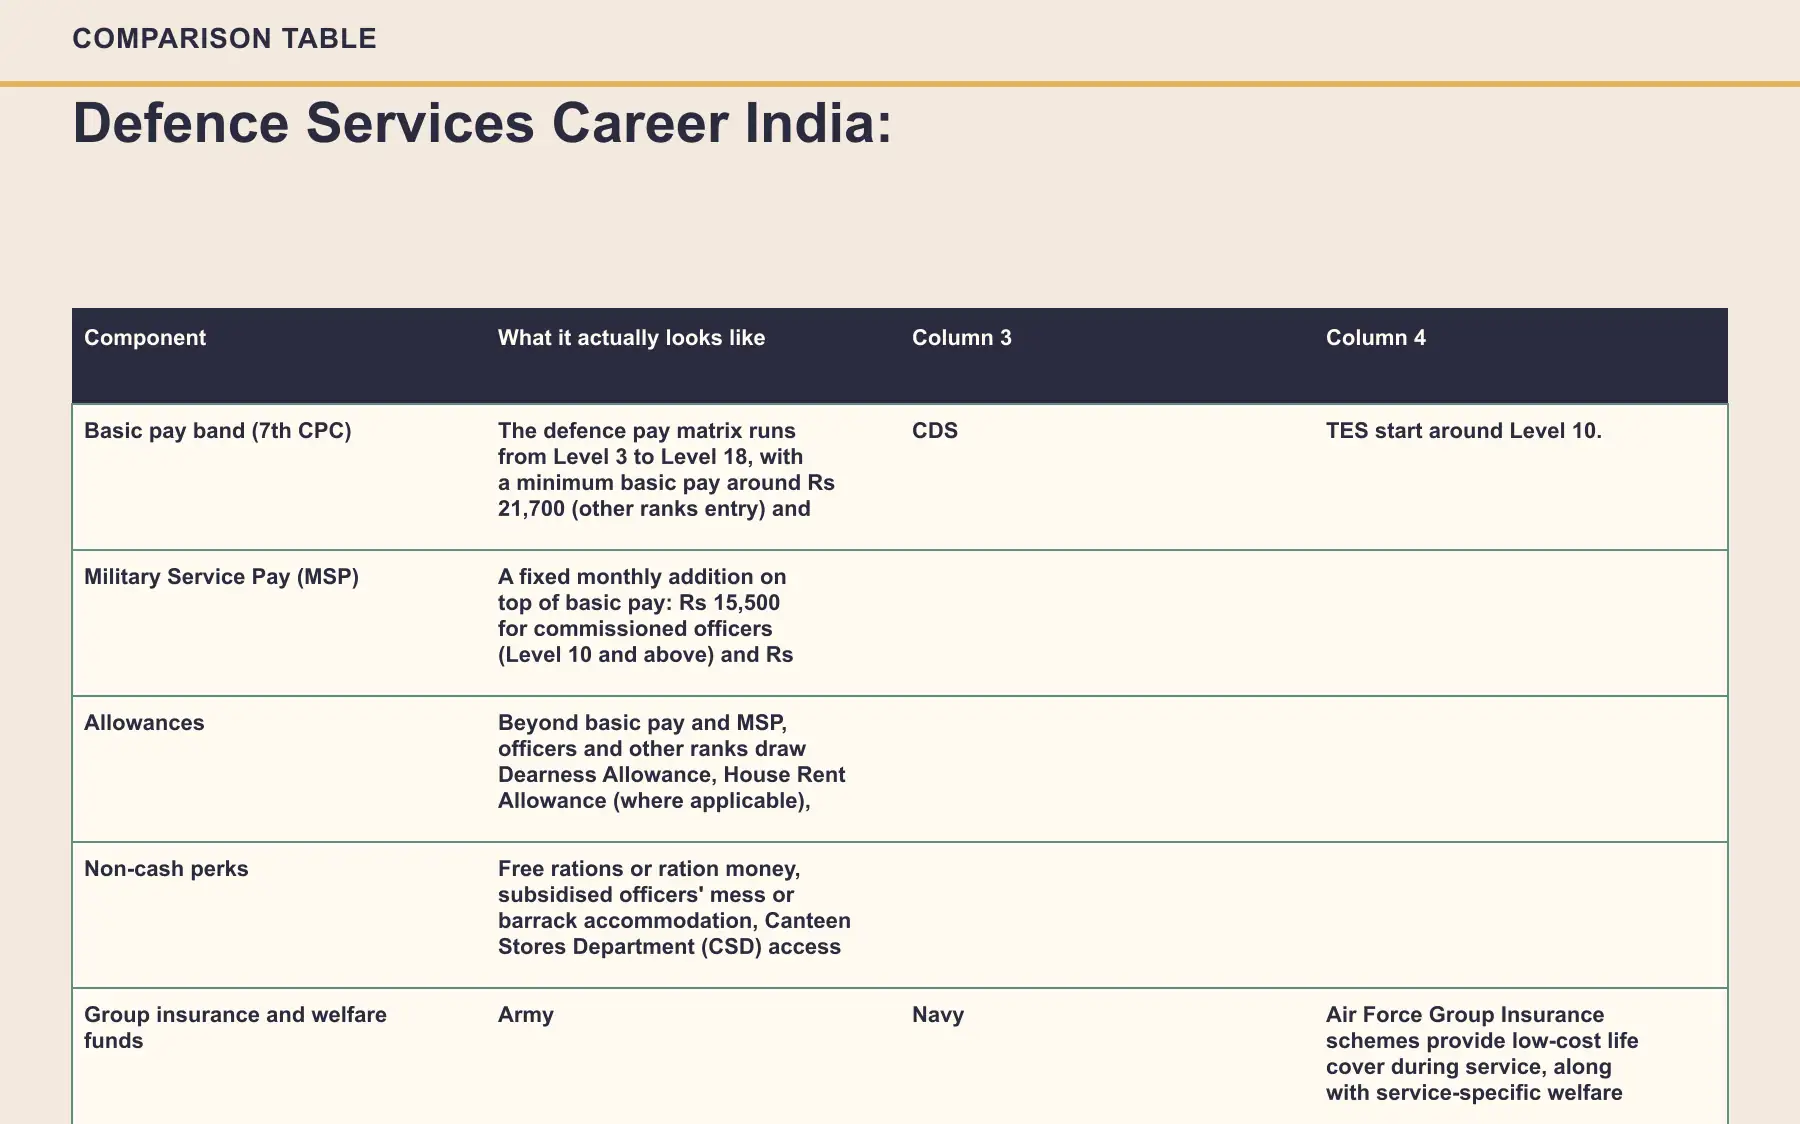 COMPARISON TABLE
Defence Services Career India:
Component
What it actually looks like
Column 3
Column 4
Basic pay band (7th CPC)
The defence pay matrix runs
from Level 3 to Level 18, with
a minimum basic pay around Rs
21,700 (other ranks entry) and
CDS
TES start around Level 10.
Military Service Pay (MSP)
A fixed monthly addition on
top of basic pay: Rs 15,500
for commissioned officers
(Level 10 and above) and Rs
Allowances
Beyond basic pay and MSP,
officers and other ranks draw
Dearness Allowance, House Rent
Allowance (where applicable),
Non-cash perks
Free rations or ration money,
subsidised officers' mess or
barrack accommodation, Canteen
Stores Department (CSD) access
Group insurance and welfare
funds
Army
Navy
Air Force Group Insurance
schemes provide low-cost life
cover during service, along
with service-specific welfare